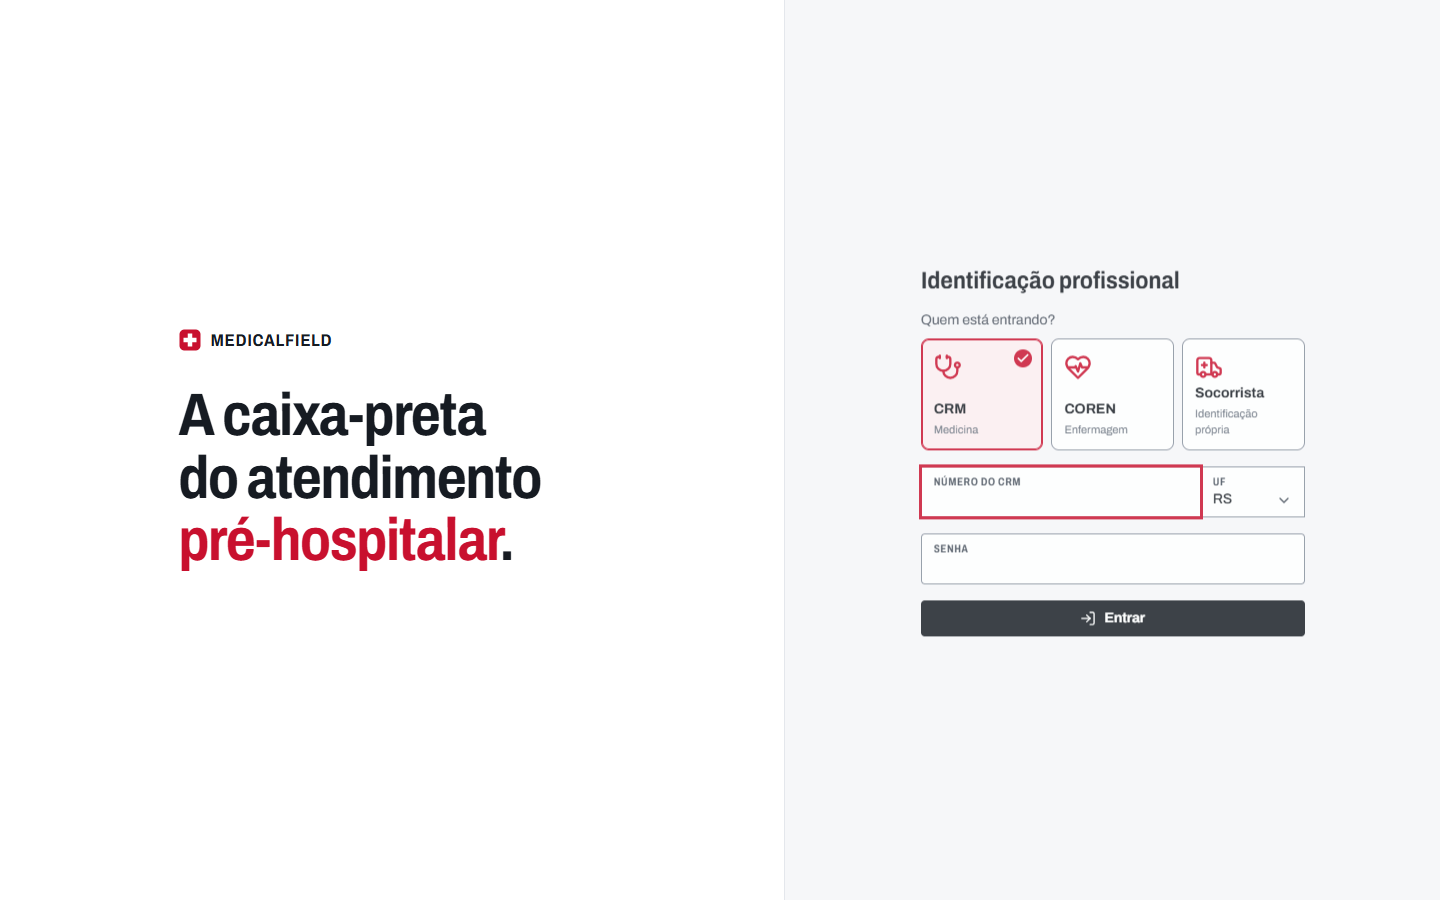 MEDICALFIELD
A caixa-preta
do atendimento
pré-hospitalar.
Identificação profissional
Quem está entrando?
CRM
Medicina
COREN
Enfermagem
Socorrista
Identificação
própria
NÚMERO DO CRM
UF
RS
SENHA
Entrar